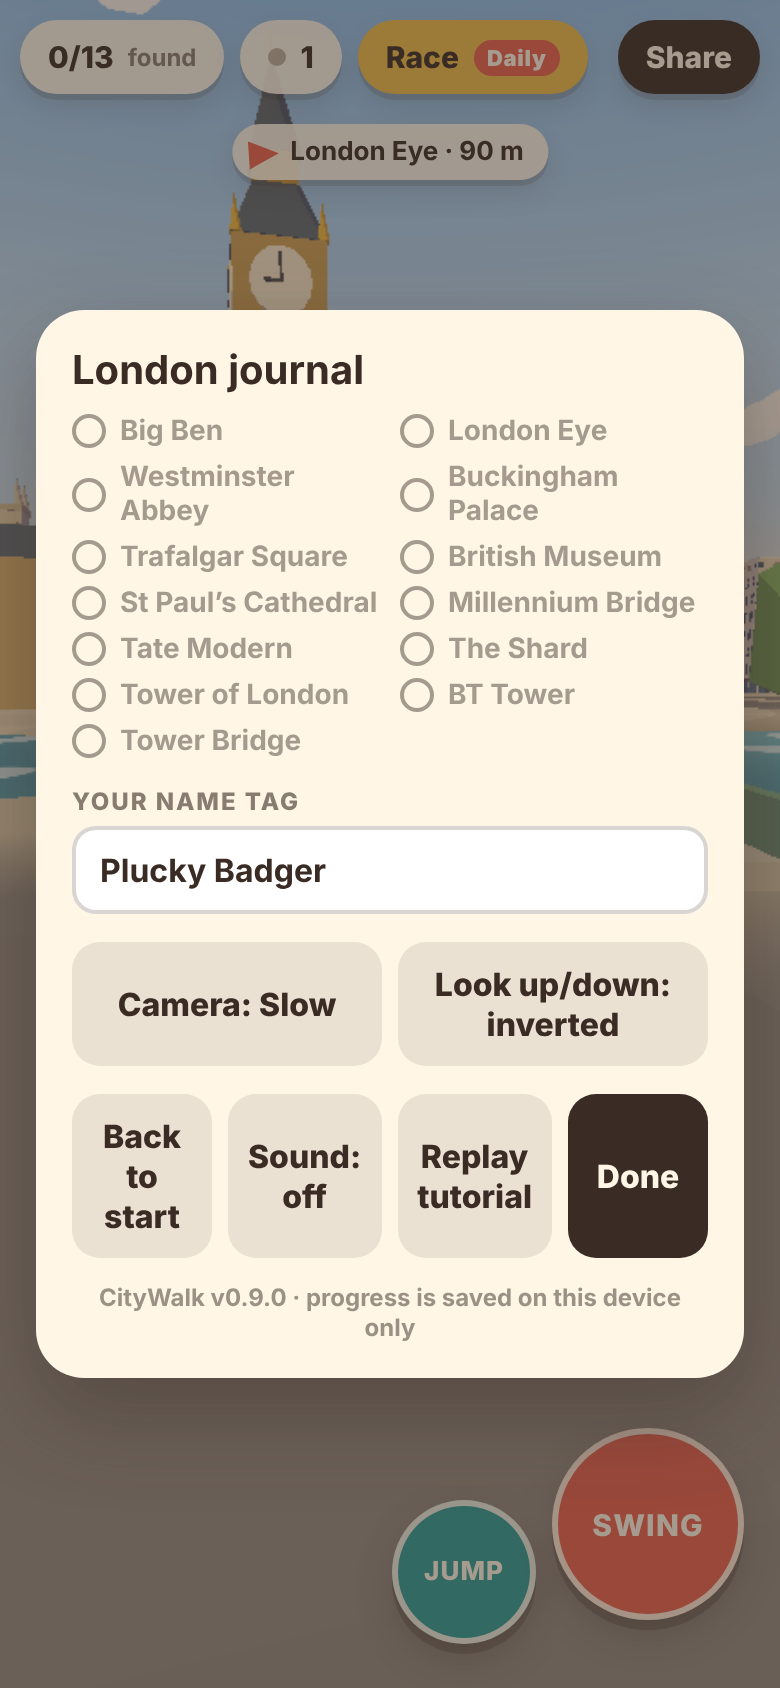 0/13 found
1
Race Daily
Share
London Eye · 90 m
London journal
Big Ben
London Eye
Westminster
Abbey
Buckingham
Palace
Trafalgar Square
British Museum
St Paul’s Cathedral
Millennium Bridge
Tate Modern
The Shard
Tower of London
BT Tower
Tower Bridge
YOUR NAME TAG
Plucky Badger
Camera: Slow
Look up/down:
inverted
Back
to
start
Sound:
off
Replay
tutorial
Done
CityWalk v0.9.0 · progress is saved on this device
only
SWING
JUMP